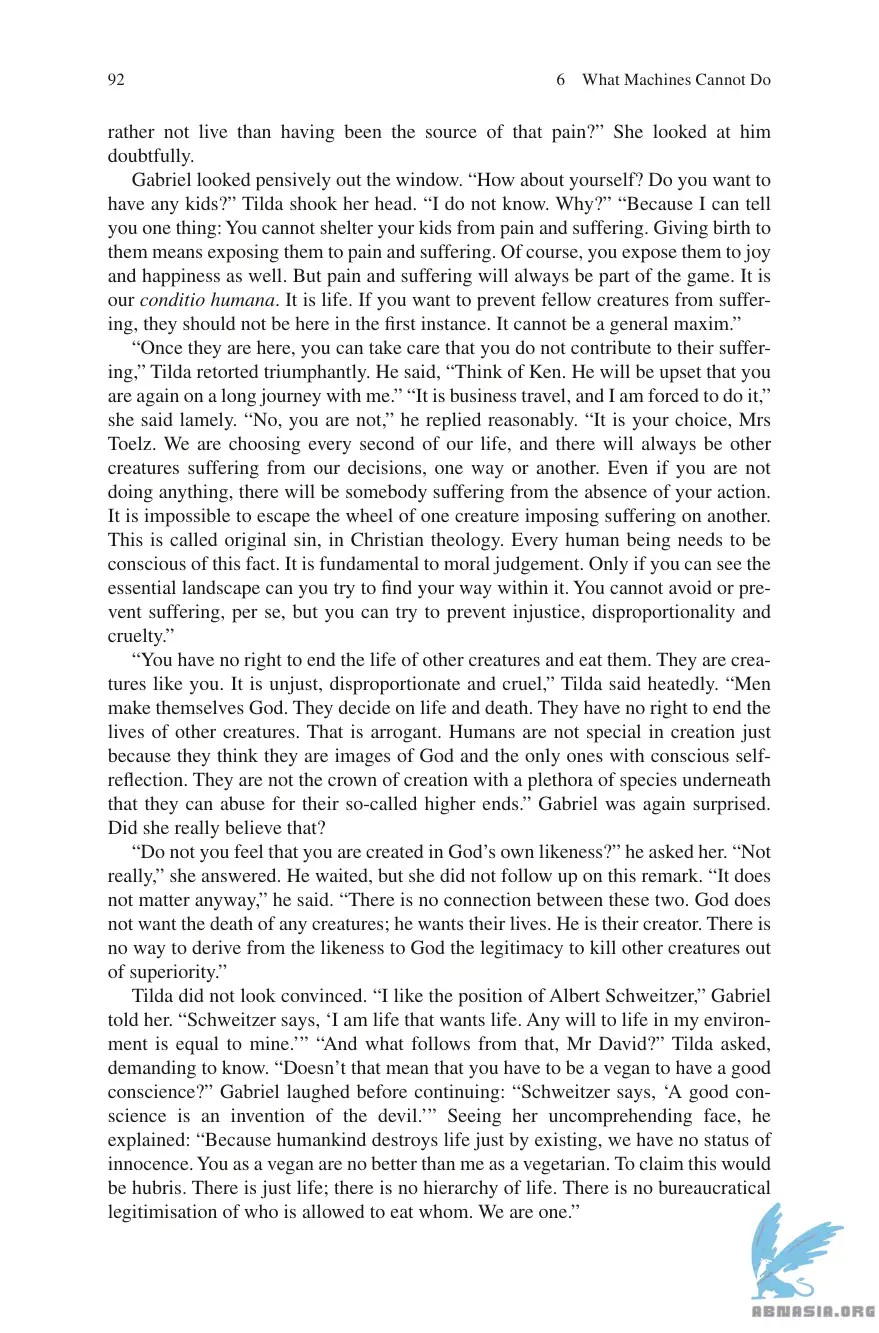 92
6 What Machines Cannot Do
rather not live than having been the source of that pain?” She looked at him
doubtfully.
Gabriel looked pensively out the window. “How about yourself? Do you want to
have any kids?” Tilda shook her head. “I do not know. Why?” “Because I can tell
you one thing: You cannot shelter your kids from pain and suffering. Giving birth to
them means exposing them to pain and suffering. Of course, you expose them to joy
and happiness as well. But pain and suffering will always be part of the game. It is
our conditio humana. It is life. If you want to prevent fellow creatures from suffer-
ing, they should not be here in the first instance. It cannot be a general maxim.”
“Once they are here, you can take care that you do not contribute to their suffer-
ing,” Tilda retorted triumphantly. He said, “Think of Ken. He will be upset that you
are again on a long journey with me.” “It is business travel, and I am forced to do it,”
she said lamely. “No, you are not,” he replied reasonably. “It is your choice, Mrs
Toelz. We are choosing every second of our life, and there will always be other
creatures suffering from our decisions, one way or another. Even if you are not
doing anything, there will be somebody suffering from the absence of your action.
It is impossible to escape the wheel of one creature imposing suffering on another.
This is called original sin, in Christian theology. Every human being needs to be
conscious of this fact. It is fundamental to moral judgement. Only if you can see the
essential landscape can you try to find your way within it. You cannot avoid or pre-
vent suffering, per se, but you can try to prevent injustice, disproportionality and
cruelty.”
“You have no right to end the life of other creatures and eat them. They are crea-
tures like you. It is unjust, disproportionate and cruel,” Tilda said heatedly. “Men
make themselves God. They decide on life and death. They have no right to end the
lives of other creatures. That is arrogant. Humans are not special in creation just
because they think they are images of God and the only ones with conscious self-
reflection. They are not the crown of creation with a plethora of species underneath
that they can abuse for their so-called higher ends.” Gabriel was again surprised.
Did she really believe that?
“Do not you feel that you are created in God’s own likeness?” he asked her. “Not
really,” she answered. He waited, but she did not follow up on this remark. “It does
not matter anyway,” he said. “There is no connection between these two. God does
not want the death of any creatures; he wants their lives. He is their creator. There is
no way to derive from the likeness to God the legitimacy to kill other creatures out
of superiority.”
Tilda did not look convinced. “I like the position of Albert Schweitzer,” Gabriel
told her. “Schweitzer says, ‘I am life that wants life. Any will to life in my environ-
ment is equal to mine.’” “And what follows from that, Mr David?” Tilda asked,
demanding to know. “Doesn’t that mean that you have to be a vegan to have a good
conscience?” Gabriel laughed before continuing: “Schweitzer says, ‘A good con-
science is an invention of the devil.’” Seeing her uncomprehending face, he
explained: “Because humankind destroys life just by existing, we have no status of
innocence. You as a vegan are no better than me as a vegetarian. To claim this would
be hubris. There is just life; there is no hierarchy of life. There is no bureaucratical
legitimisation of who is allowed to eat whom. We are one.”
ABNASIA.ORG